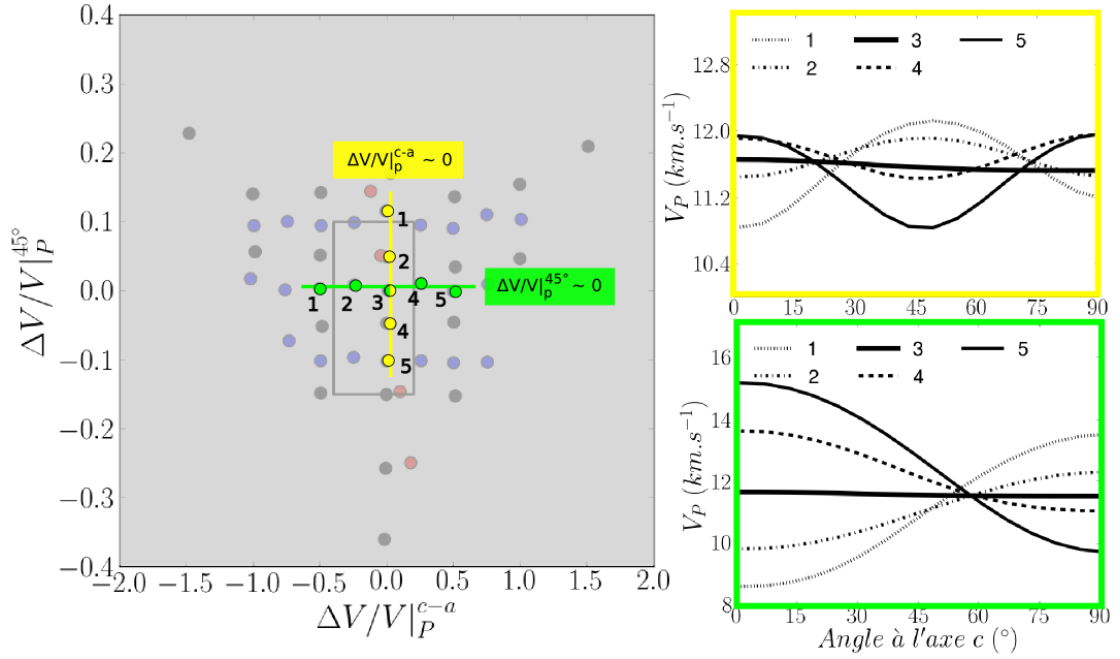 0.4
0.3
0.2
0.1
0.0
−0.1
−0.2
−0.3
−0.4
ΔV/V|_P^{45°}
−2.0 −1.5 −1.0 −0.5 0.0 0.5 1.0 1.5 2.0
ΔV/V|_P^{c−a}
ΔV/V|_p^{c-a} ~ 0
1
2
1 2 3 4 5
4
5
ΔV/V|_p^{45°} ~ 0
1 3 5
2 4
12.8
12.0
11.2
10.4
V_P (km.s^{-1})
0 15 30 45 60 75 90
1 3 5
2 4
16
14
12
10
8
V_P (km.s^{-1})
0 15 30 45 60 75 90
Angle à l'axe c (°)